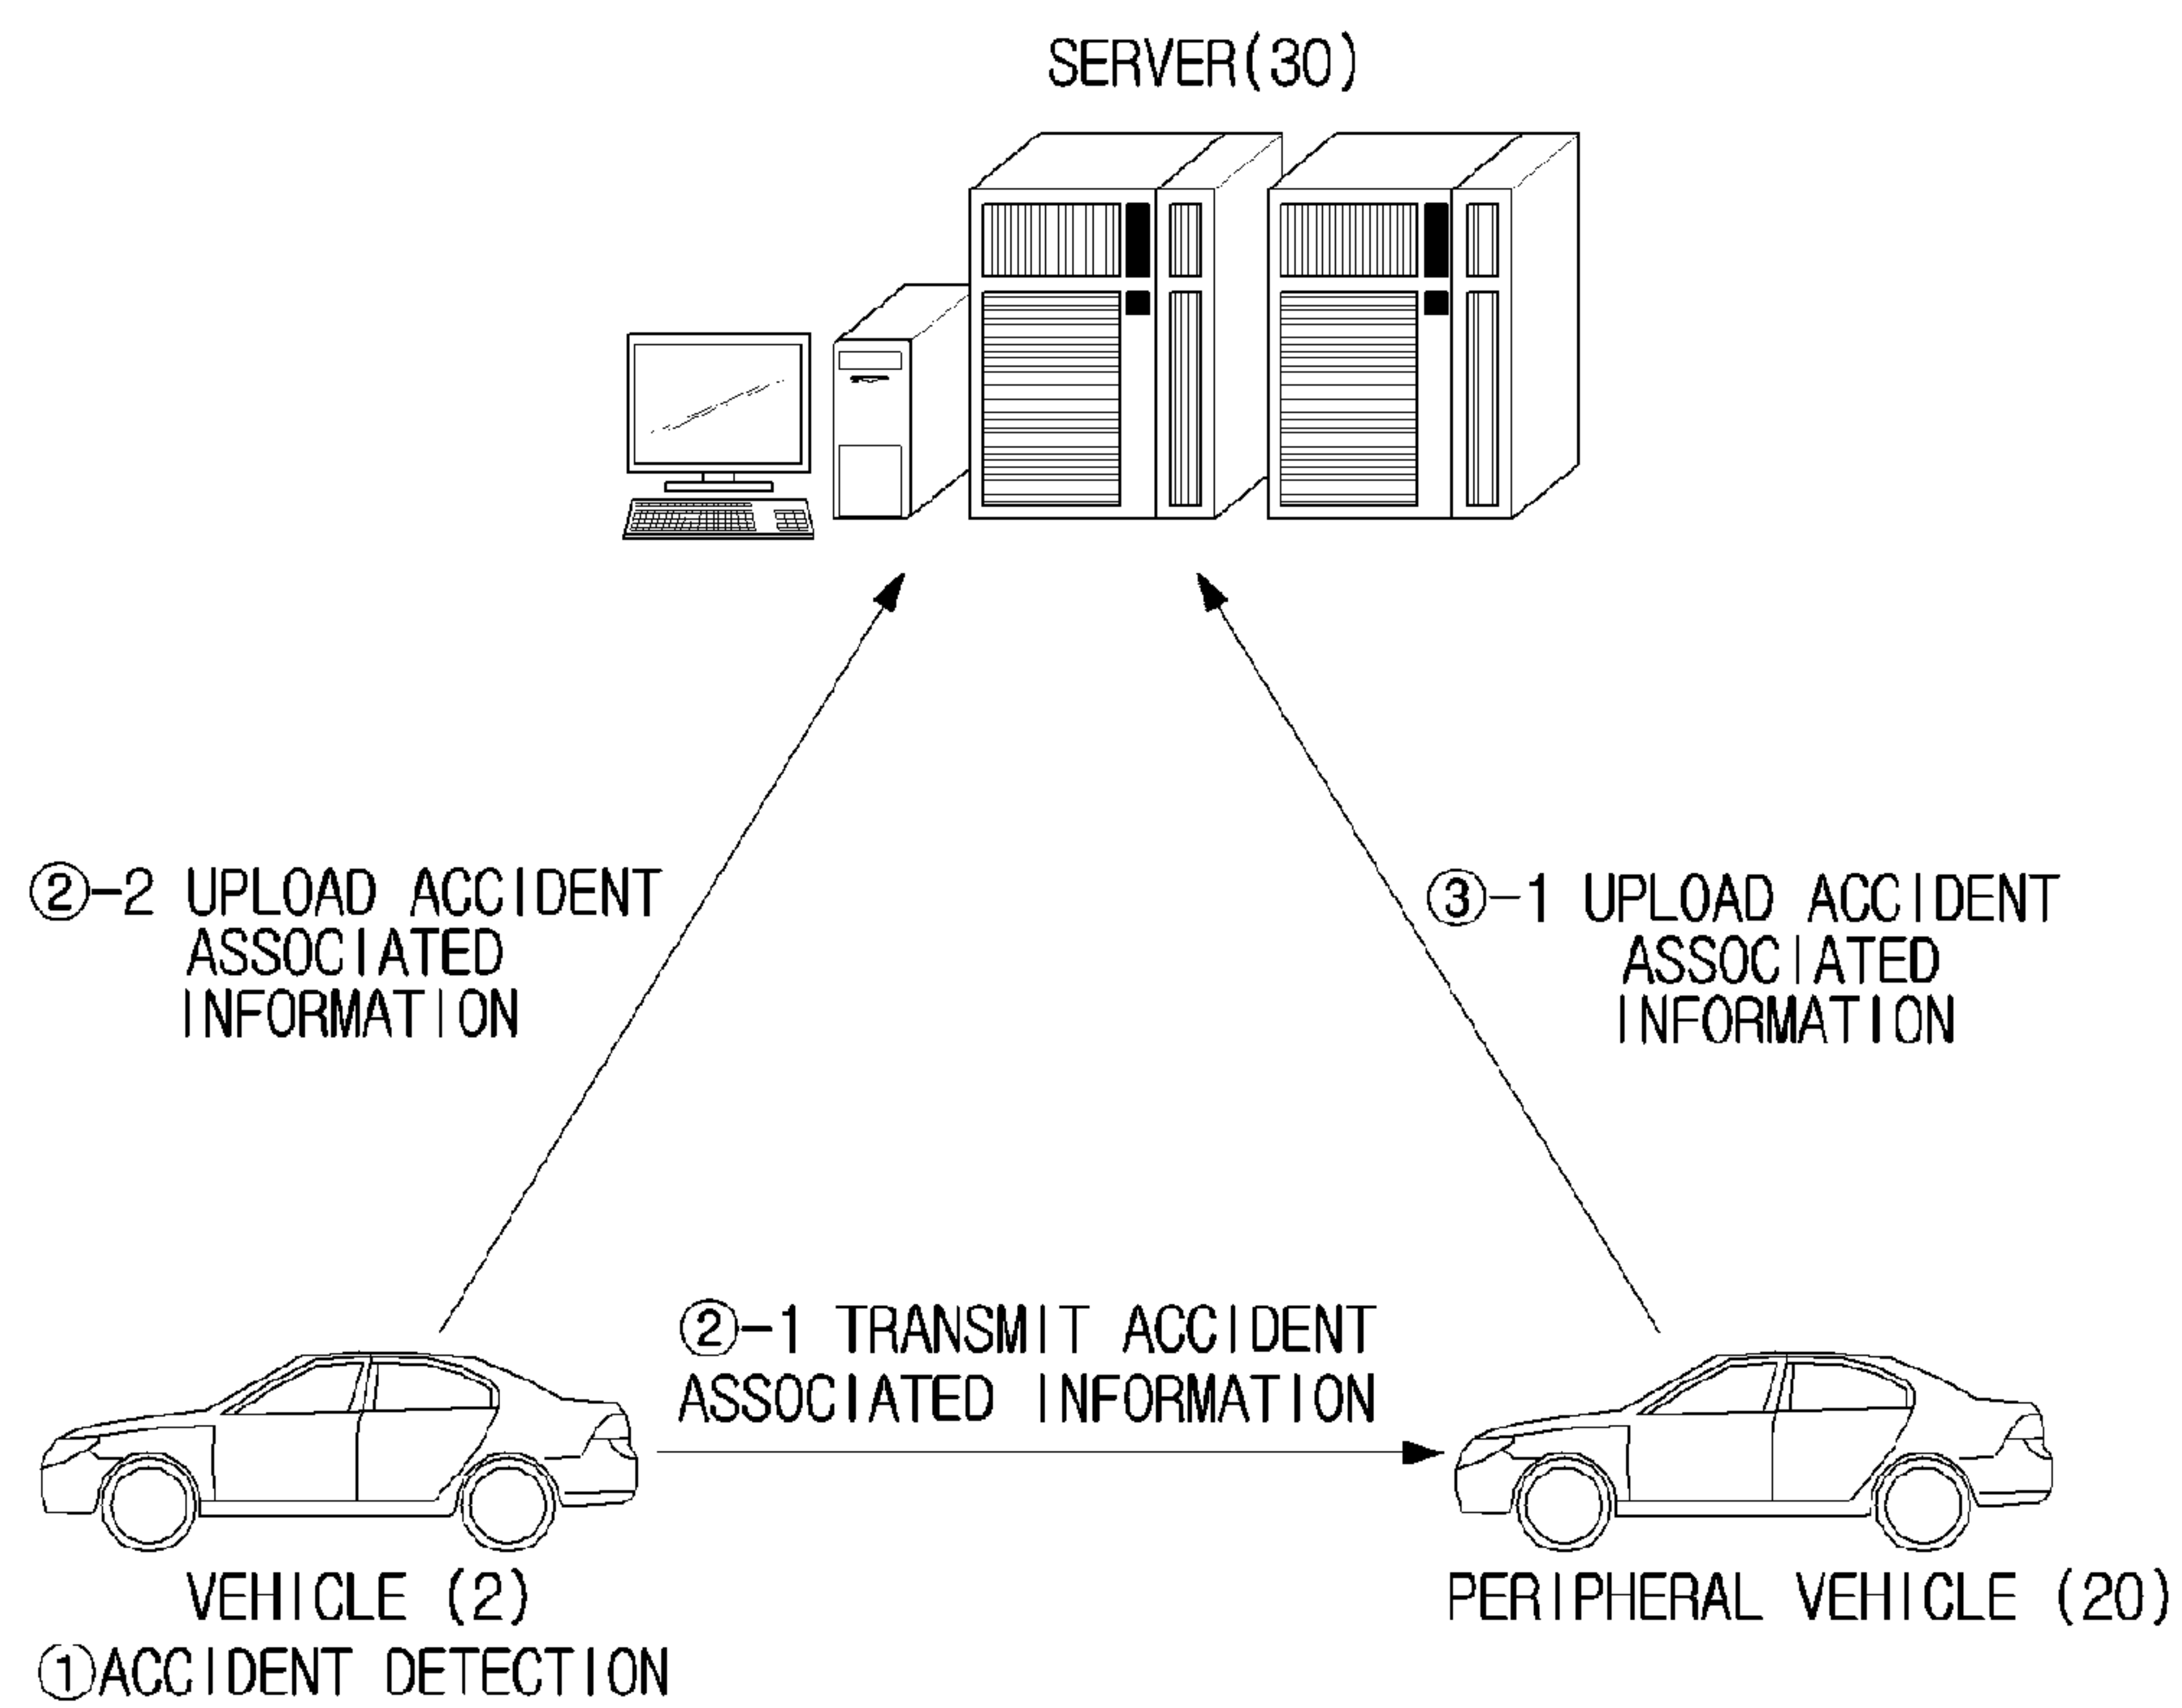 SERVER(30)
②-2 UPLOAD ACCIDENT
ASSOCIATED
INFORMATION
③-1 UPLOAD ACCIDENT
ASSOCIATED
INFORMATION
②-1 TRANSMIT ACCIDENT
ASSOCIATED INFORMATION
VEHICLE (2)
①ACCIDENT DETECTION
PERIPHERAL VEHICLE (20)